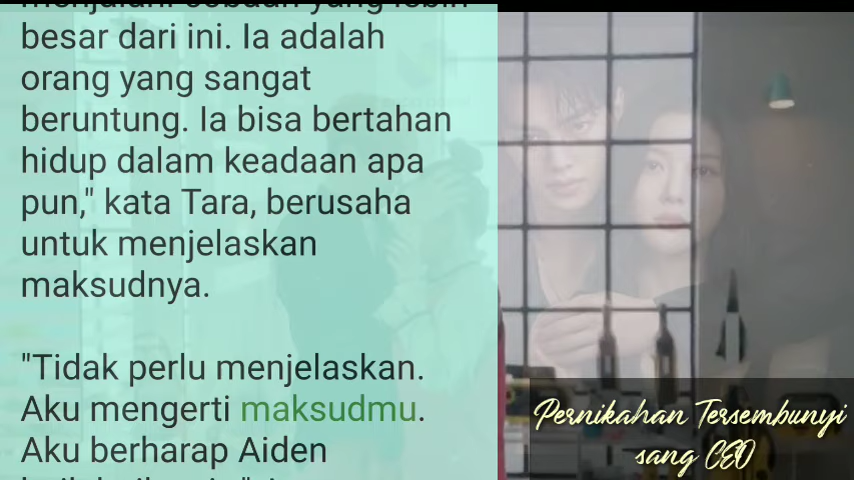 besar dari ini. Ia adalah
orang yang sangat
beruntung. Ia bisa bertahan
hidup dalam keadaan apa
pun," kata Tara, berusaha
untuk menjelaskan
maksudnya.
"Tidak perlu menjelaskan.
Aku mengerti maksudmu.
Aku berharap Aiden
Pernikahan Tersembunyi
sang CEO